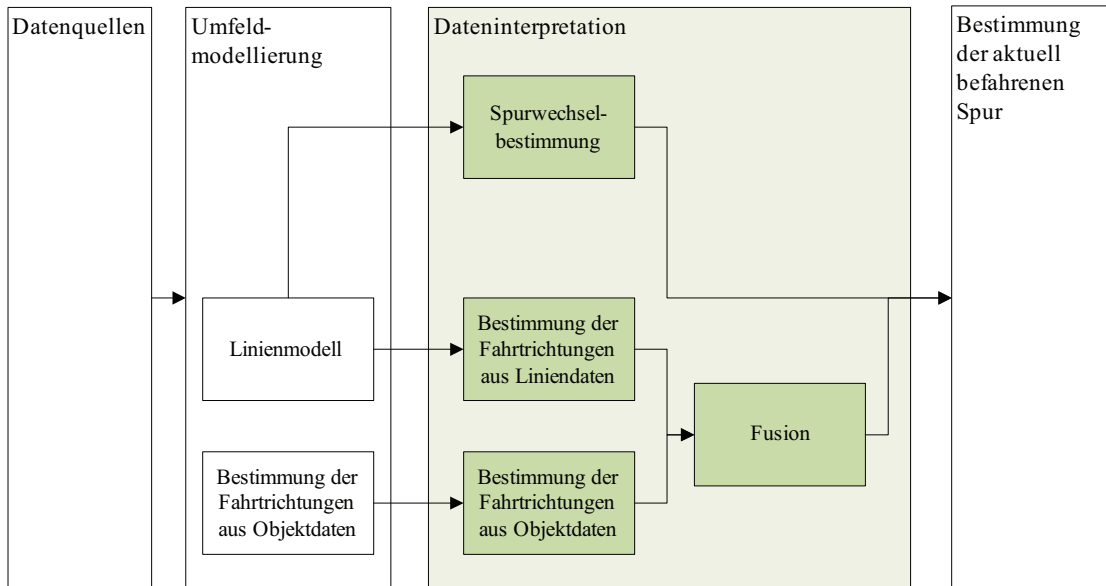 Datenquellen
Umfeld-
modellierung
Dateninterpretation
Bestimmung
der aktuell
befahrenen
Spur
Spurwechsel-
bestimmung
Linienmodell
Bestimmung der
Fahrtrichtungen
aus Liniendaten
Fusion
Bestimmung der
Fahrtrichtungen
aus Objektdaten
Bestimmung der
Fahrtrichtungen
aus Objektdaten